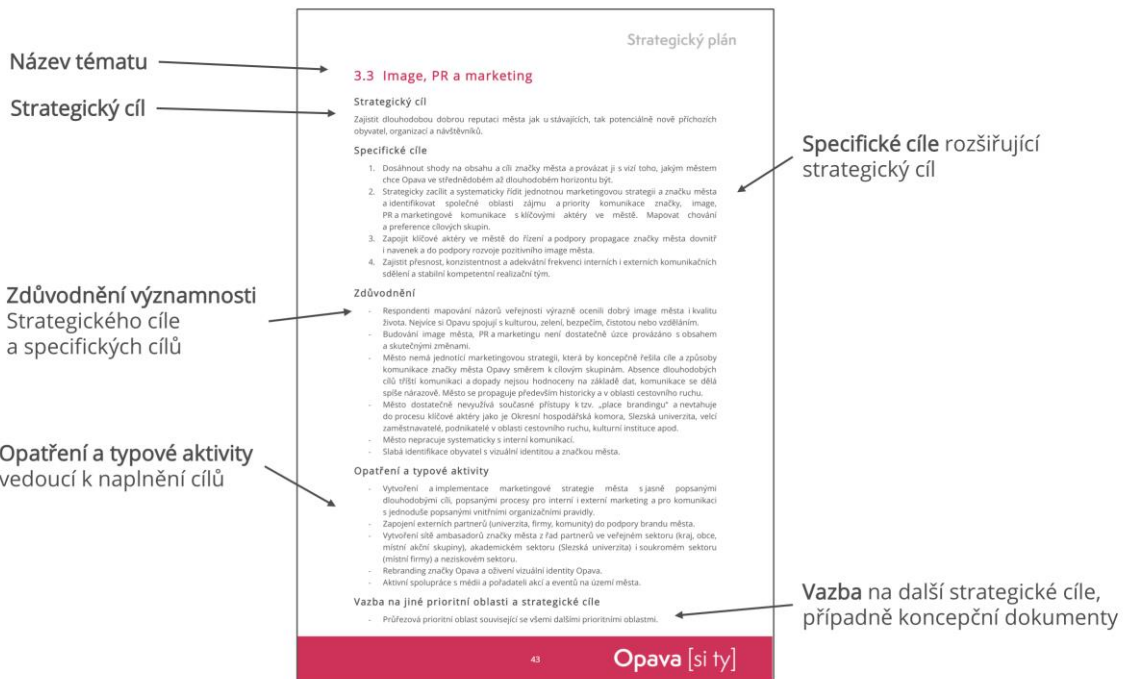 Název tématu
Strategický cíl
Zdůvodnění významnosti
Strategického cíle
a specifických cílů
Opatření a typové aktivity
vedoucí k naplnění cílů
Strategický plán
3.3 Image, PR a marketing
Strategický cíl
Zajistit dlouhodobou dobrou reputaci města jak u stávajících, tak potenciálně nově příchozích
obyvatel, organizací a návštěvníků.
Specifické cíle
1. Dosáhnout shody na obsahu a cíli značky města a provázat ji s vizí toho, jakým městem
chce Opava ve střednědobém až dlouhodobém horizontu být.
2. Strategicky zacílit a systematicky řídit jednotnou marketingovou strategii a značku města
a identifikovat společné oblasti zájmu a priority komunikace značky, image,
PR a marketingové komunikace s klíčovými aktéry ve městě. Mapovat chování
a preference cílových skupin.
3. Zapojit klíčové aktéry ve městě do řízení a podpory propagace značky města dovnitř
i navenek a do podpory rozvoje pozitivního image města.
4. Zajistit přesnost, konzistentnost a adekvátní frekvenci interních i externích komunikačních
sdělení a stabilní kompetentní realizační tým.
Zdůvodnění
- Respondenti mapování názorů veřejnosti výrazně ocenili dobrý image města i kvalitu
života. Nejvíce si Opavu spojují s kulturou, zelení, bezpečím, čistotou nebo vzděláním.
- Budování image města, PR a marketingu není dostatečně úzce provázáno s obsahem
a skutečnými změnami.
- Město nemá jednotící marketingovou strategii, která by koncepčně řešila cíle a způsoby
komunikace značky města Opavy směrem k cílovým skupinám. Absence dlouhodobých
cílů tříští komunikaci a dopady nejsou hodnoceny na základě dat, komunikace se dělá
spíše nárazově. Město se propaguje především historicky a v oblasti cestovního ruchu.
- Město dostatečně nevyužívá současné přístupy k tzv. „place brandingu“ a nevtahuje
do procesu klíčové aktéry jako je Okresní hospodářská komora, Slezská univerzita, velcí
zaměstnavatelé, podnikatelé v oblasti cestovního ruchu, kulturní instituce apod.
- Město nepracuje systematicky s interní komunikací.
- Slabá identifikace obyvatel s vizuální identitou a značkou města.
Opatření a typové aktivity
- Vytvoření a implementace marketingové strategie města s jasně popsanými
dlouhodobými cíli, popsanými procesy pro interní i externí marketing a pro komunikaci
s jednoduše popsanými vnitřními organizačními pravidly.
- Zapojení externích partnerů (univerzita, firmy, komunity) do podpory brandu města.
- Vytvoření sítě ambasadorů značky města z řad partnerů ve veřejném sektoru (kraj, obce,
místní akční skupiny), akademickém sektoru (Slezská univerzita) i soukromém sektoru
(místní firmy) a neziskovém sektoru.
- Rebranding značky Opava a oživení vizuální identity Opava.
- Aktivní spolupráce s médii a pořadateli akcí a eventů na území města.
Vazba na jiné prioritní oblasti a strategické cíle
- Průřezová prioritní oblast související se všemi dalšími prioritními oblastmi.
43
Opava [si ty]
Specifické cíle rozšiřující
strategický cíl
Vazba na další strategické cíle,
případně koncepční dokumenty